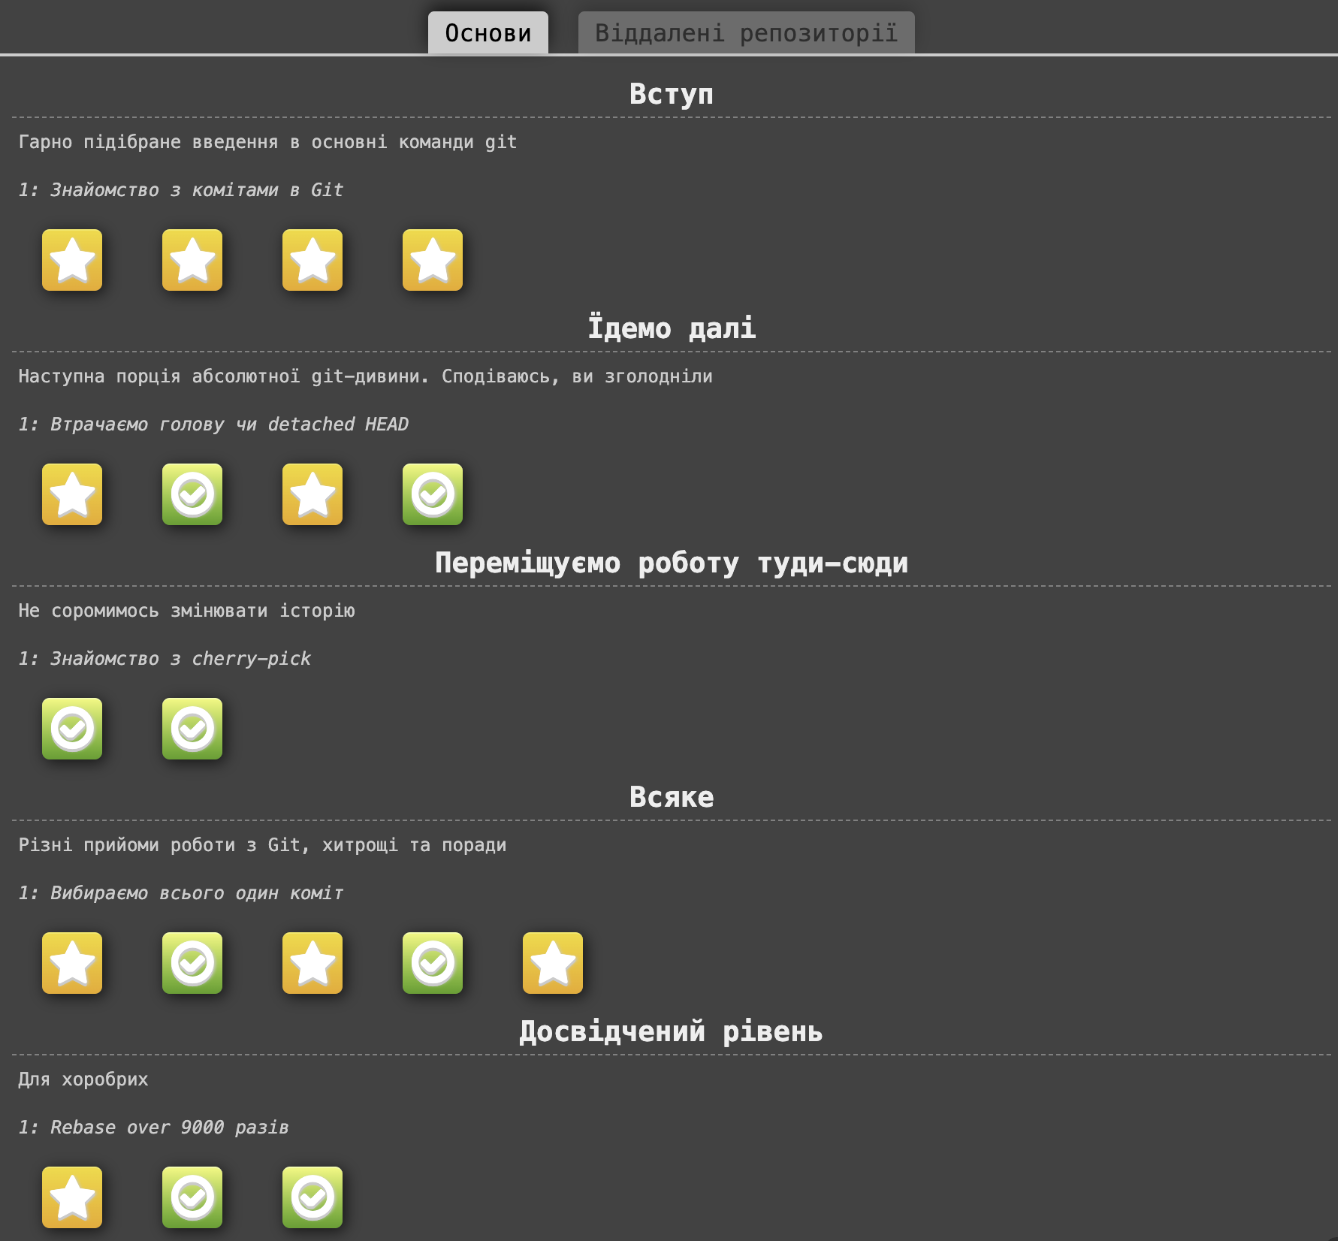 Основи
Віддалені репозиторії
Вступ
Гарно підібране введення в основні команди git
1: Знайомство з комітами в Git
Їдемо далі
Наступна порція абсолютної git-дивини. Сподіваюсь, ви зголодніли
1: Втрачаємо голову чи detached HEAD
Переміщуємо роботу туди-сюди
Не соромимось змінювати історію
1: Знайомство з cherry-pick
Всяке
Різні прийоми роботи з Git, хитрощі та поради
1: Вибираємо всього один коміт
Досвідчений рівень
Для хоробрих
1: Rebase over 9000 разів